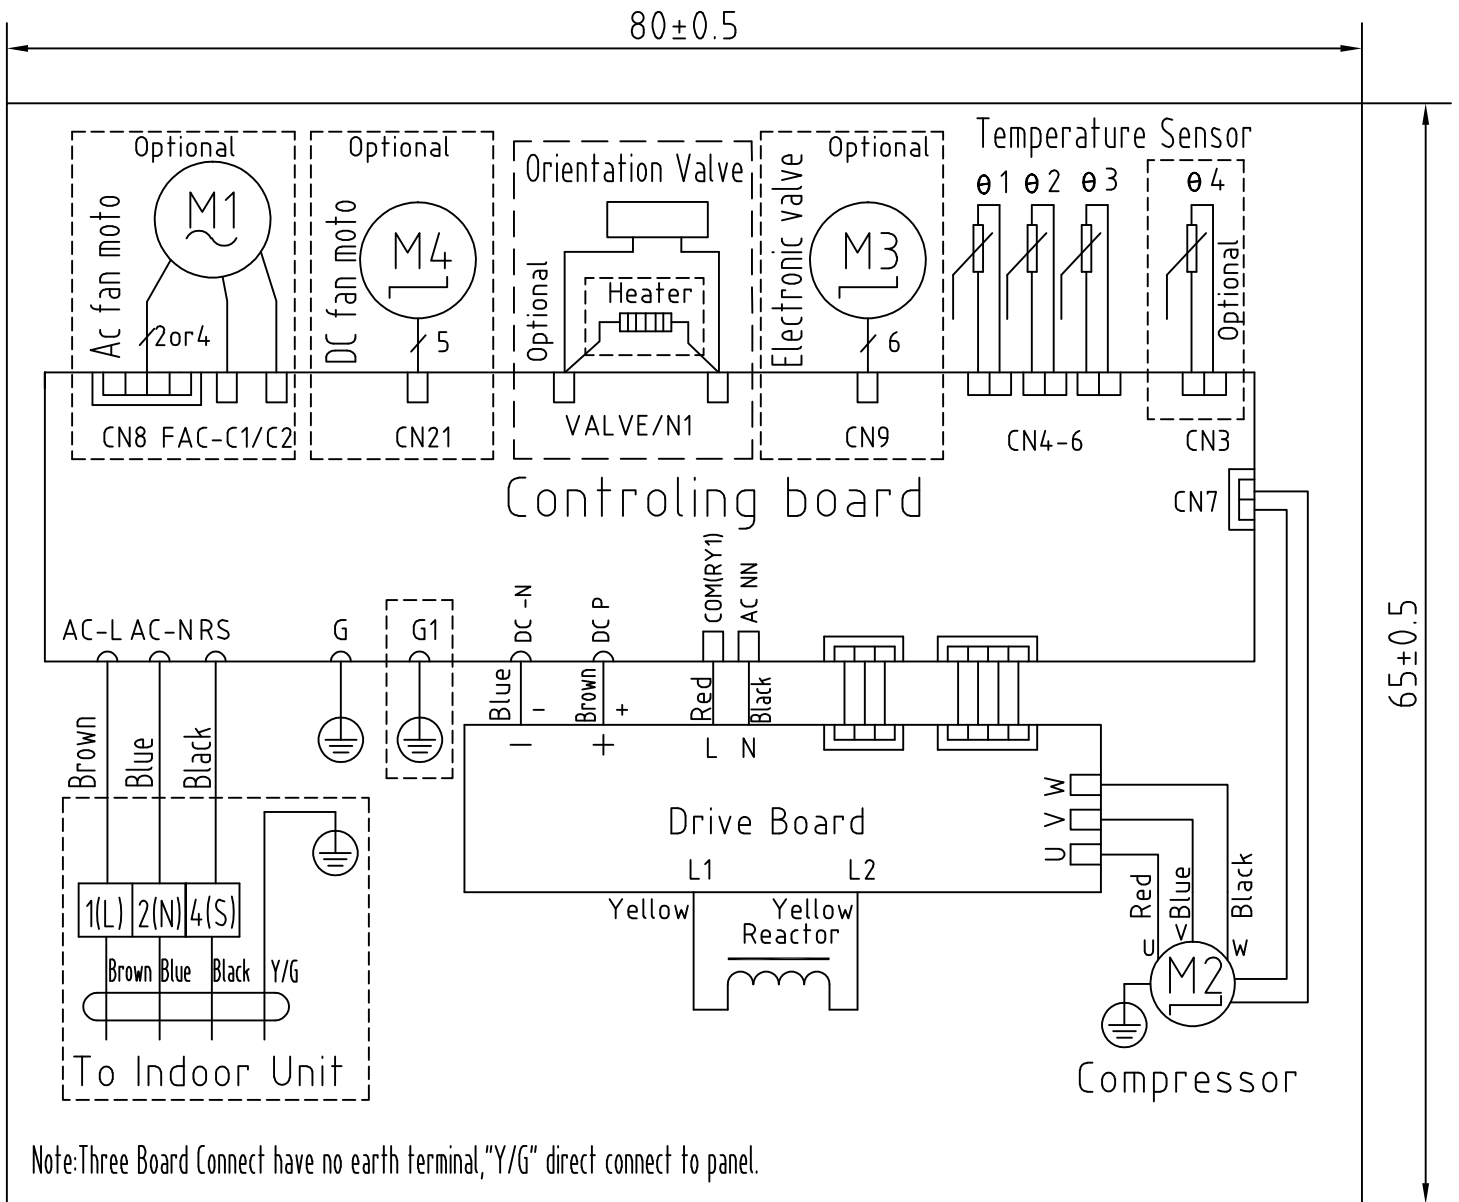 80±0.5
65±0.5
Optional
Ac fan moto
M1
2or4
CN8 FAC-C1/C2
Optional
DC fan moto
M4
5
CN21
Orientation Valve
Optional
Heater
VALVE/N1
Optional
Electronic valve
M3
6
CN9
Temperature Sensor
θ1 θ2 θ3 θ4
Optional
CN4-6
CN3
CN7
Controling board
AC-L AC-N RS
G
G1
DC -N
DC P
COM(RY1)
AC NN
Brown
Blue
Black
Blue
-
Brown
+
Red
Black
— + L N
Drive Board
W
V
U
L1 L2
Yellow
Yellow
Reactor
Red
Blue
Black
U V W
M2
Compressor
1(L) 2(N) 4(S)
Brown Blue Black Y/G
To Indoor Unit
Note:Three Board Connect have no earth terminal,"Y/G" direct connect to panel.